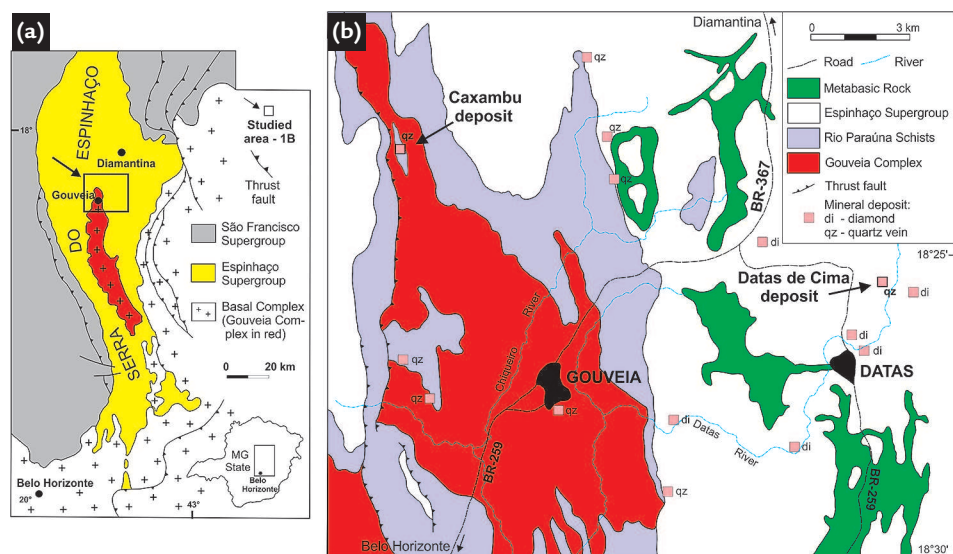 (a)
18°
ESPINHAÇO
DO
SERRA
Diamantina
Gouveia
Studied
area - 1B
Thrust
fault
São Francisco
Supergroup
Espinhaço
Supergroup
Basal Complex
(Gouveia Com-
plex in red)
0 20 km
MG
State
Belo
Horizonte
Belo Horizonte
20°
43°
(b)
Diamantina
0 3 km
Road
River
Metabasic Rock
Espinhaço Supergroup
Rio Paraúna Schists
Gouveia Complex
Thrust fault
Mineral deposit:
di - diamond
qz - quartz vein
qz
Caxambu
deposit
qz
qz
qz
BR-367
di
18°25'
Datas de Cima
deposit
qz
di
River
Chiqueiro
qz
qz
GOUVEIA
qz
di
di
DATAS
di
Datas
River
di
BR-259
qz
BR-259
Belo Horizonte
18°30'